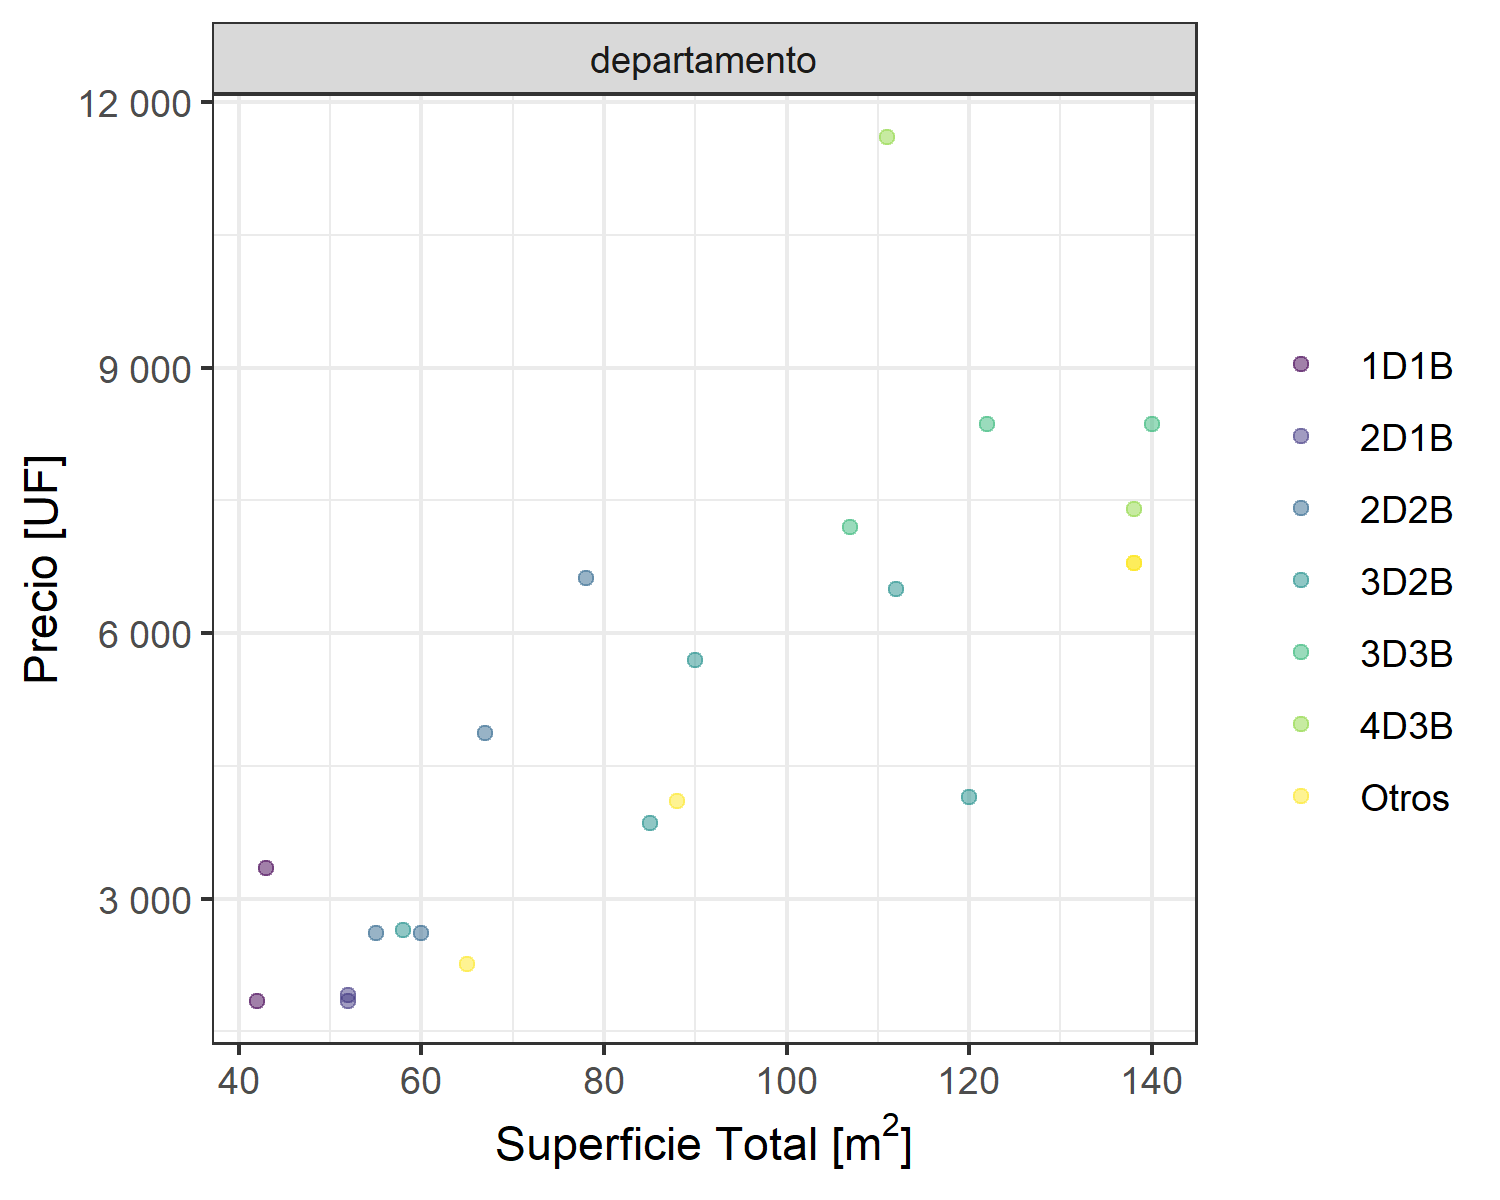 departamento
12 000
9 000
6 000
3 000
Precio [UF]
40 60 80 100 120 140
Superficie Total [m²]
1D1B
2D1B
2D2B
3D2B
3D3B
4D3B
Otros